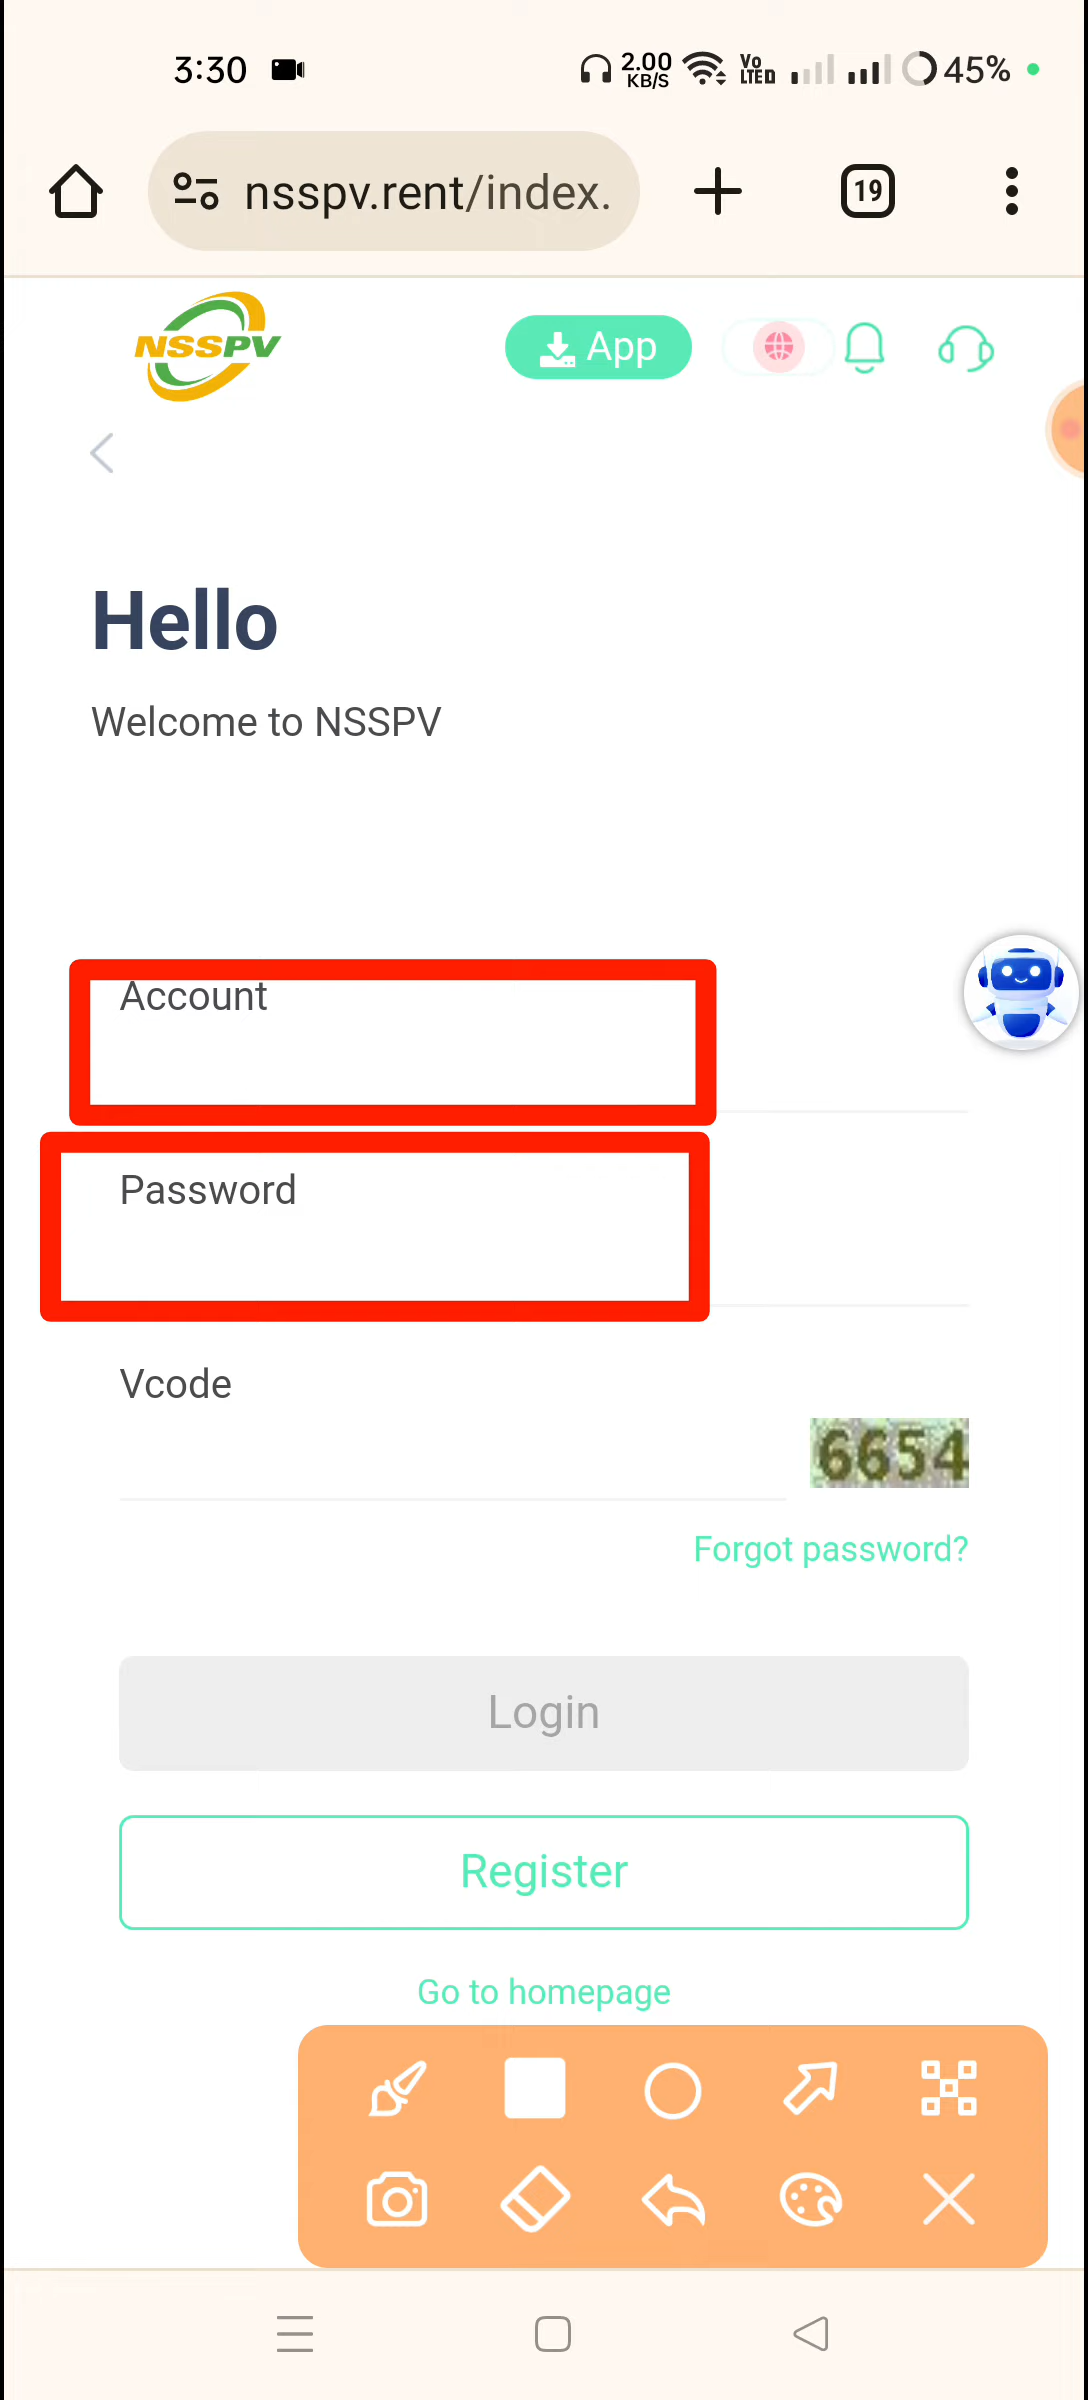 3:30 2.00 KB/S Vo LTE 45%
nsspv.rent/index. 19
NSSPV App
Hello
Welcome to NSSPV
Account
Password
Vcode
6654
Forgot password?
Login
Register
Go to homepage